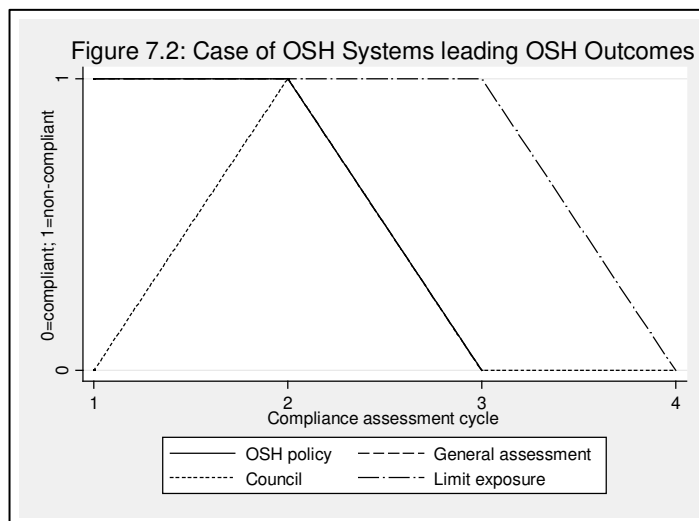 Figure 7.2: Case of OSH Systems leading OSH Outcomes
1
0
0=compliant; 1=non-compliant
1 2 3 4
Compliance assessment cycle
OSH policy General assessment
Council Limit exposure